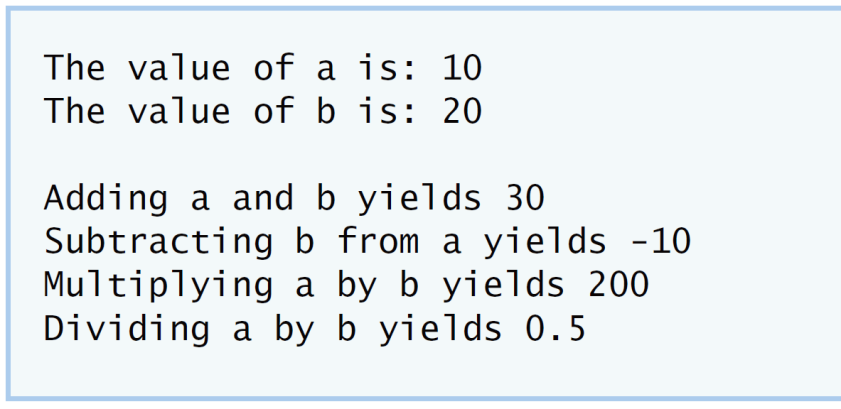 The value of a is: 10
The value of b is: 20
Adding a and b yields 30
Subtracting b from a yields -10
Multiplying a by b yields 200
Dividing a by b yields 0.5